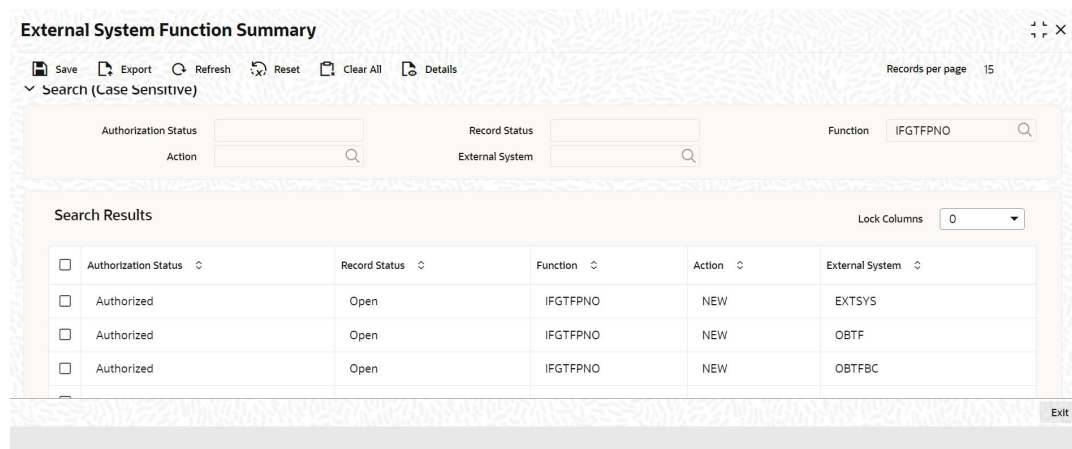 External System Function Summary
Save Export Refresh Reset Clear All Details Records per page 15
Search (Case Sensitive)
Authorization Status Record Status Function IFGTFPNO
Action External System
Search Results Lock Columns 0
Authorization Status Record Status Function Action External System
Authorized Open IFGTFPNO NEW EXTSYS
Authorized Open IFGTFPNO NEW OBTF
Authorized Open IFGTFPNO NEW OBTFBC
Exit